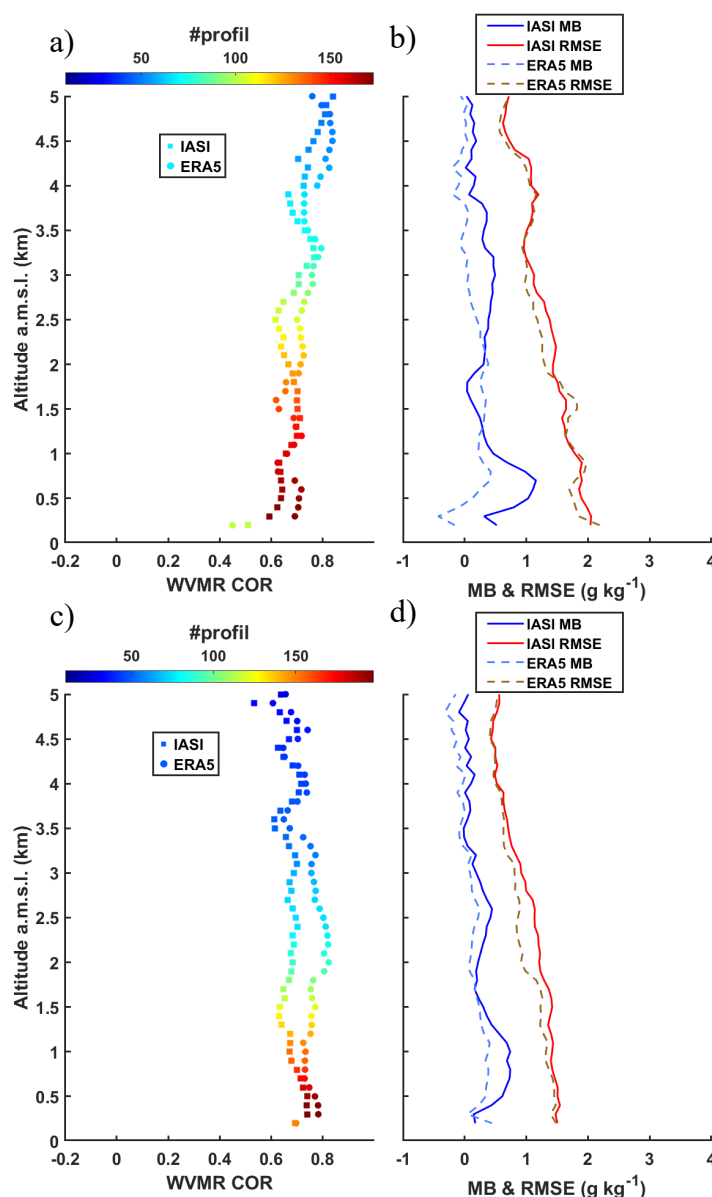 a)
#profil
50
100
150
5
4.5
4
3.5
3
2.5
2
1.5
1
0.5
0
Altitude a.m.s.l. (km)
IASI
ERA5
-0.2
0
0.2
0.4
0.6
0.8
WVMR COR
b)
IASI MB
IASI RMSE
ERA5 MB
ERA5 RMSE
-1
0
1
2
3
4
MB & RMSE (g kg-1)
c)
#profil
50
100
150
5
4.5
4
3.5
3
2.5
2
1.5
1
0.5
0
Altitude a.m.s.l. (km)
IASI
ERA5
-0.2
0
0.2
0.4
0.6
0.8
WVMR COR
d)
IASI MB
IASI RMSE
ERA5 MB
ERA5 RMSE
-1
0
1
2
3
4
MB & RMSE (g kg-1)